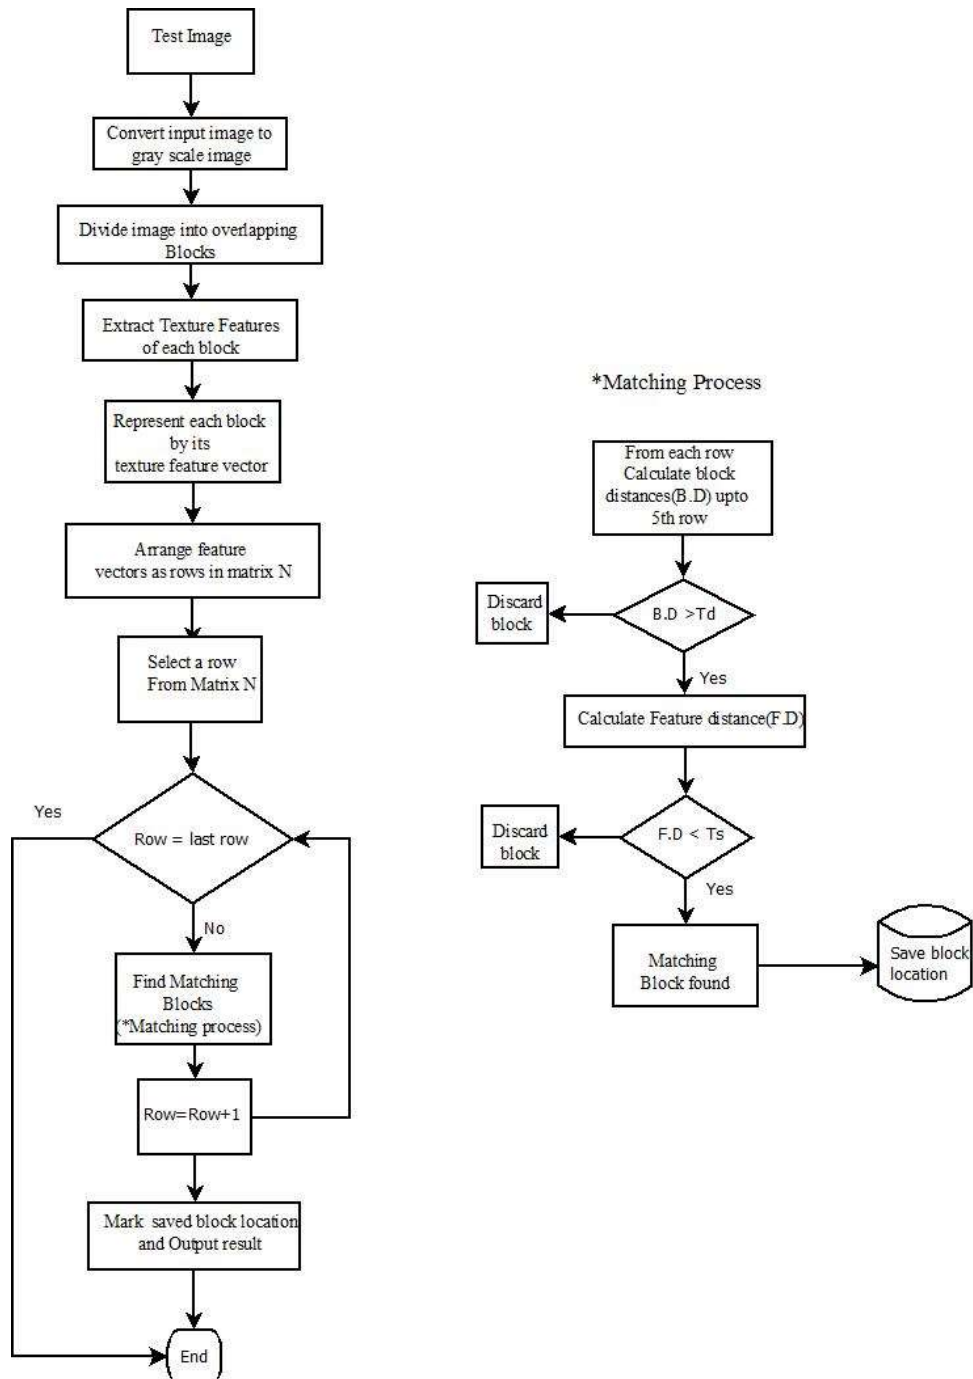 Test Image
Convert input image to
gray scale image
Divide image into overlapping
Blocks
Extract Texture Features
of each block
Represent each block
by its
texture feature vector
Arrange feature
vectors as rows in matrix N
Select a row
From Matrix N
Yes
Row = last row
No
Find Matching
Blocks
(*Matching process)
Row=Row+1
Mark saved block location
and Output result
End
*Matching Process
From each row
Calculate block
distances(B.D) upto
5th row
Discard
block
B.D >Td
Yes
Calculate Feature distance(F.D)
Discard
block
F.D < Ts
Yes
Matching
Block found
Save block
location